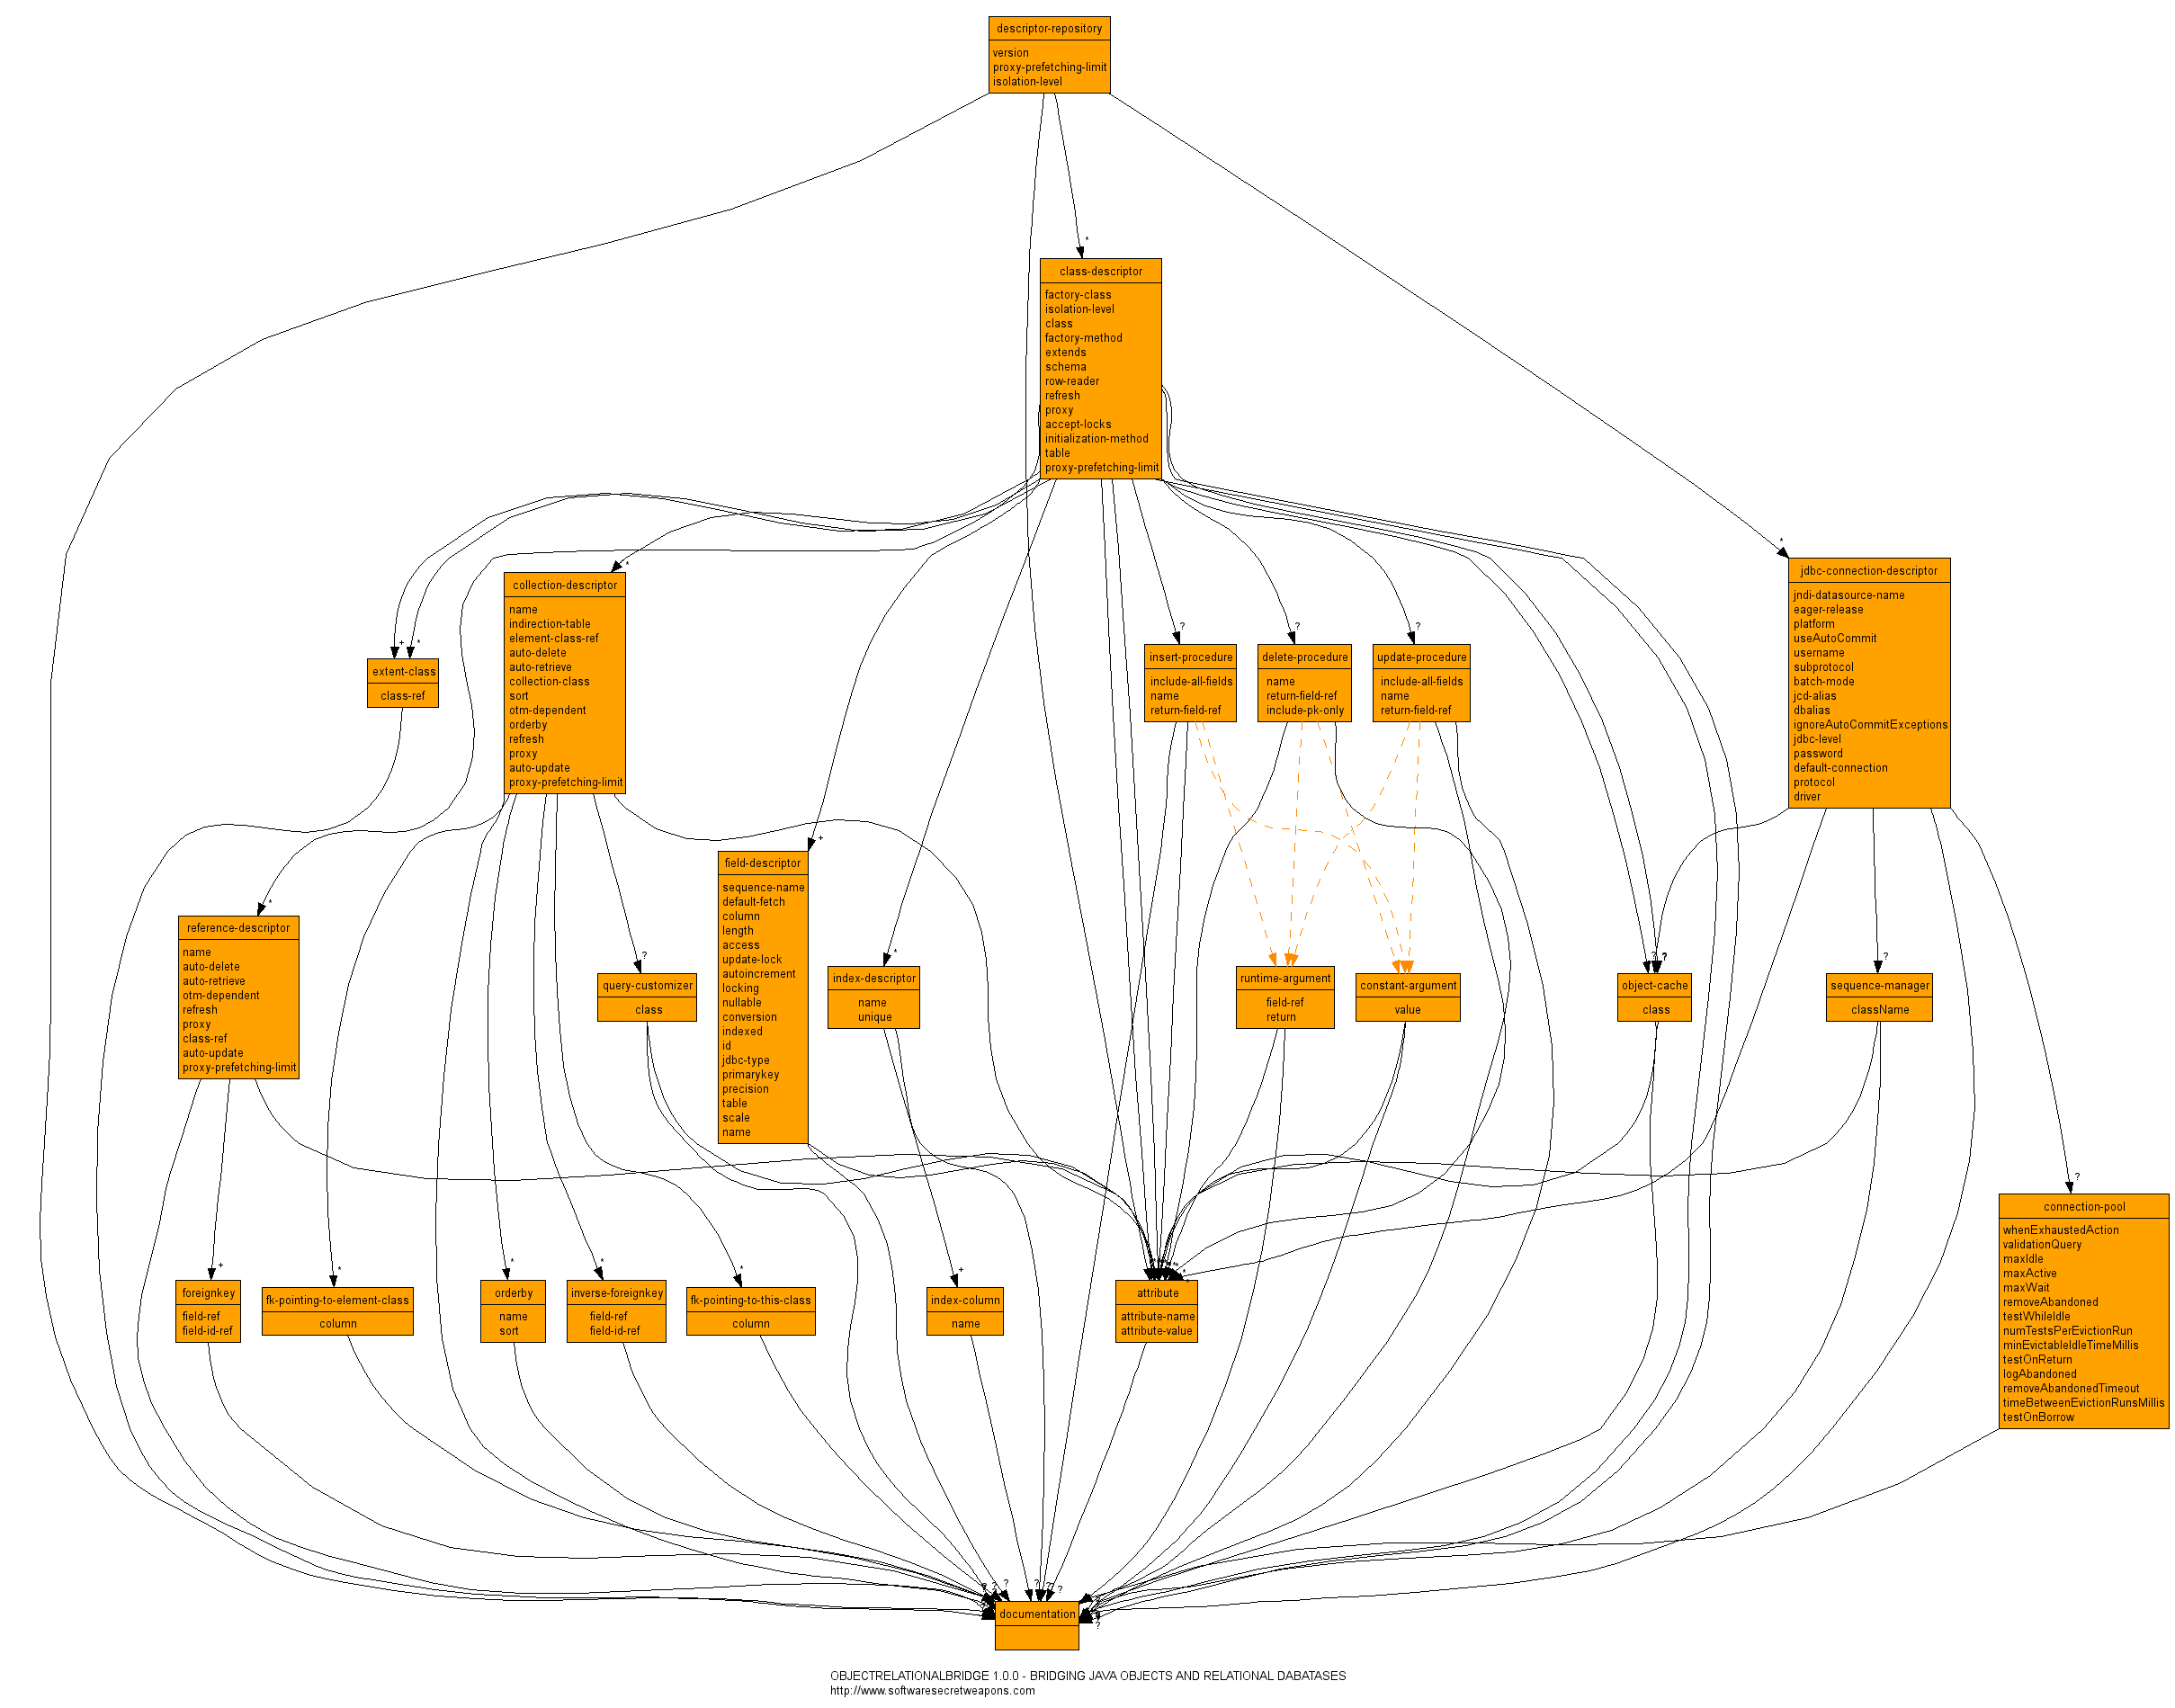 descriptor-repository
version
proxy-prefetching-limit
isolation-level
*
class-descriptor
factory-class
isolation-level
class
factory-method
extends
schema
row-reader
refresh
proxy
accept-locks
initialization-method
table
proxy-prefetching-limit
*
jdbc-connection-descriptor
jndi-datasource-name
eager-release
platform
useAutoCommit
username
subprotocol
batch-mode
jcd-alias
dbalias
ignoreAutoCommitExceptions
jdbc-level
password
default-connection
protocol
driver
*
collection-descriptor
name
indirection-table
element-class-ref
auto-delete
auto-retrieve
collection-class
sort
otm-dependent
orderby
refresh
proxy
auto-update
proxy-prefetching-limit
?
insert-procedure
include-all-fields
name
return-field-ref
?
delete-procedure
name
return-field-ref
include-pk-only
?
update-procedure
include-all-fields
name
return-field-ref
+ *
extent-class
class-ref
+
field-descriptor
sequence-name
default-fetch
column
length
access
update-lock
autoincrement
locking
nullable
conversion
indexed
id
jdbc-type
primarykey
precision
table
scale
name
*
reference-descriptor
name
auto-delete
auto-retrieve
otm-dependent
refresh
proxy
class-ref
auto-update
proxy-prefetching-limit
?
query-customizer
class
*
index-descriptor
name
unique
runtime-argument
field-ref
return
constant-argument
value
? ?
object-cache
class
?
sequence-manager
className
?
connection-pool
whenExhaustedAction
validationQuery
maxIdle
maxActive
maxWait
removeAbandoned
testWhileIdle
numTestsPerEvictionRun
minEvictableIdleTimeMillis
testOnReturn
logAbandoned
removeAbandonedTimeout
timeBetweenEvictionRunsMillis
testOnBorrow
+
foreignkey
field-ref
field-id-ref
*
fk-pointing-to-element-class
column
*
orderby
name
sort
*
inverse-foreignkey
field-ref
field-id-ref
*
fk-pointing-to-this-class
column
+
index-column
name
attribute
attribute-name
attribute-value
documentation
OBJECTRELATIONALBRIDGE 1.0.0 - BRIDGING JAVA OBJECTS AND RELATIONAL DABATASES
http://www.softwaresecretweapons.com